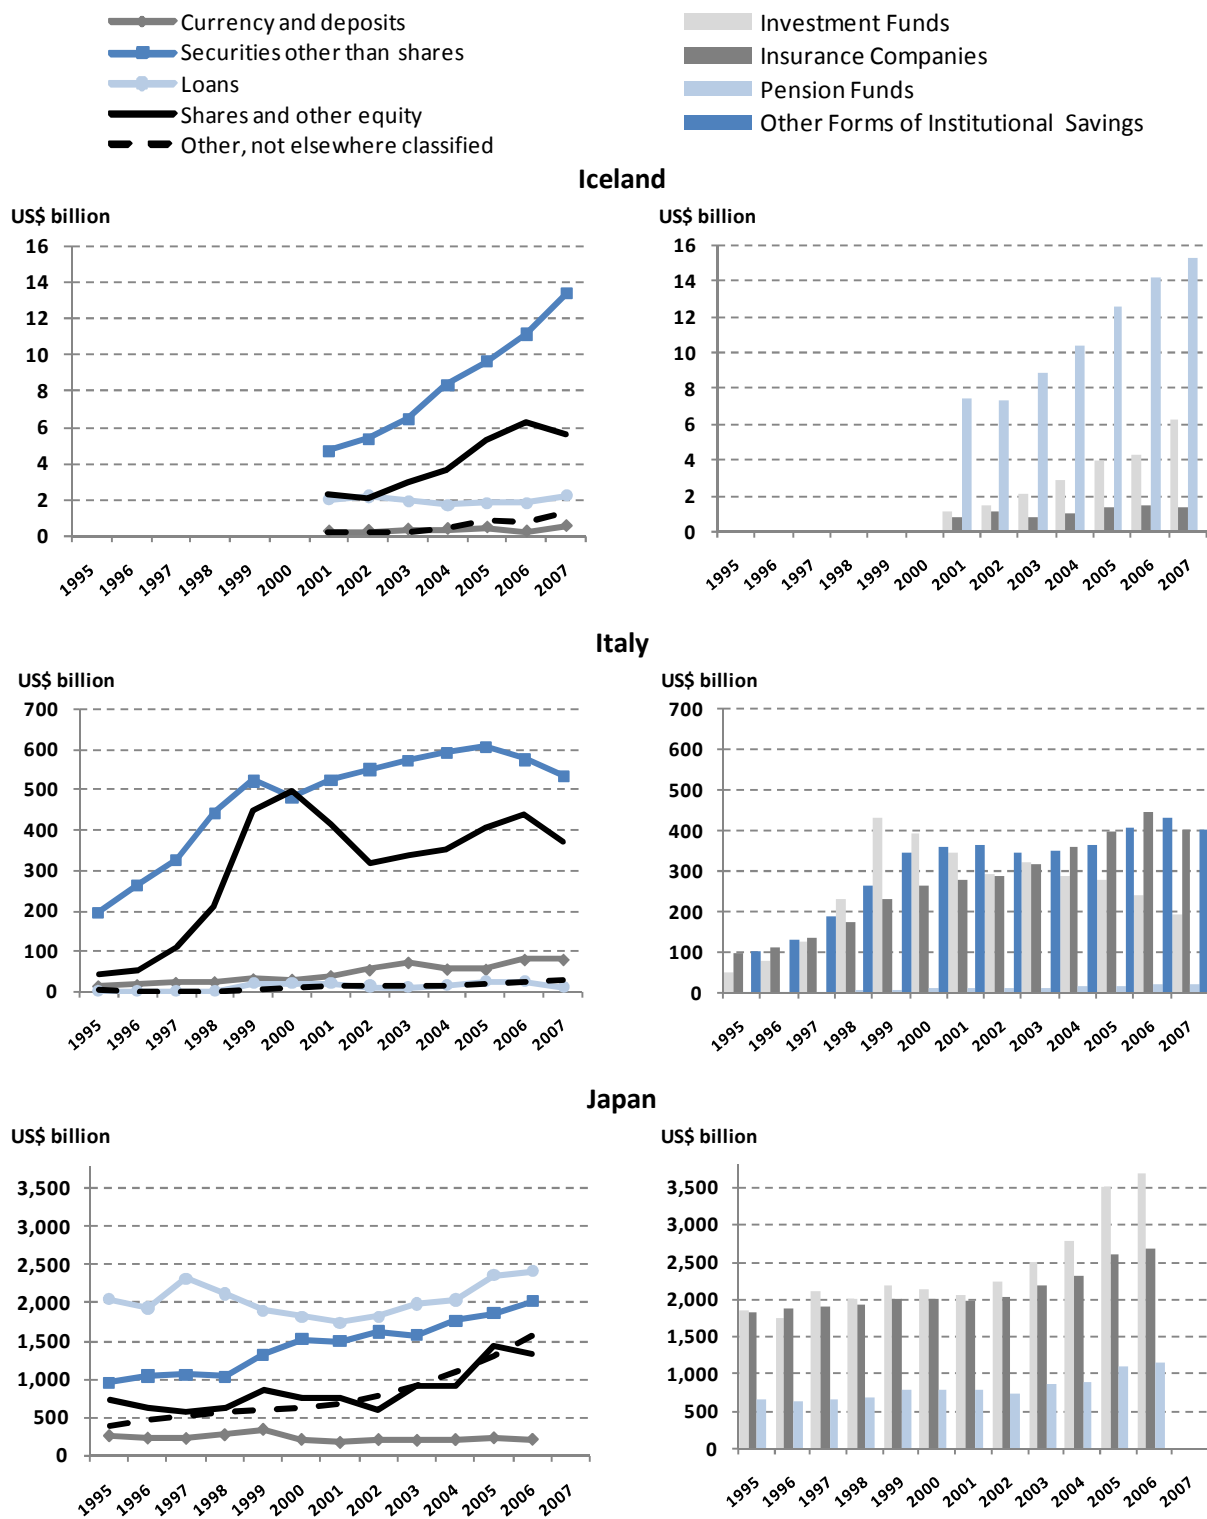 Currency and deposits
Securities other than shares
Loans
Shares and other equity
Other, not elsewhere classified
Investment Funds
Insurance Companies
Pension Funds
Other Forms of Institutional Savings
Iceland
US$ billion
16
14
12
10
8
6
4
2
0
1995 1996 1997 1998 1999 2000 2001 2002 2003 2004 2005 2006 2007
US$ billion
16
14
12
10
8
6
4
2
0
1995 1996 1997 1998 1999 2000 2001 2002 2003 2004 2005 2006 2007
Italy
US$ billion
700
600
500
400
300
200
100
0
1995 1996 1997 1998 1999 2000 2001 2002 2003 2004 2005 2006 2007
US$ billion
700
600
500
400
300
200
100
0
1995 1996 1997 1998 1999 2000 2001 2002 2003 2004 2005 2006 2007
Japan
US$ billion
3,500
3,000
2,500
2,000
1,500
1,000
500
0
1995 1996 1997 1998 1999 2000 2001 2002 2003 2004 2005 2006 2007
US$ billion
3,500
3,000
2,500
2,000
1,500
1,000
500
0
1995 1996 1997 1998 1999 2000 2001 2002 2003 2004 2005 2006 2007